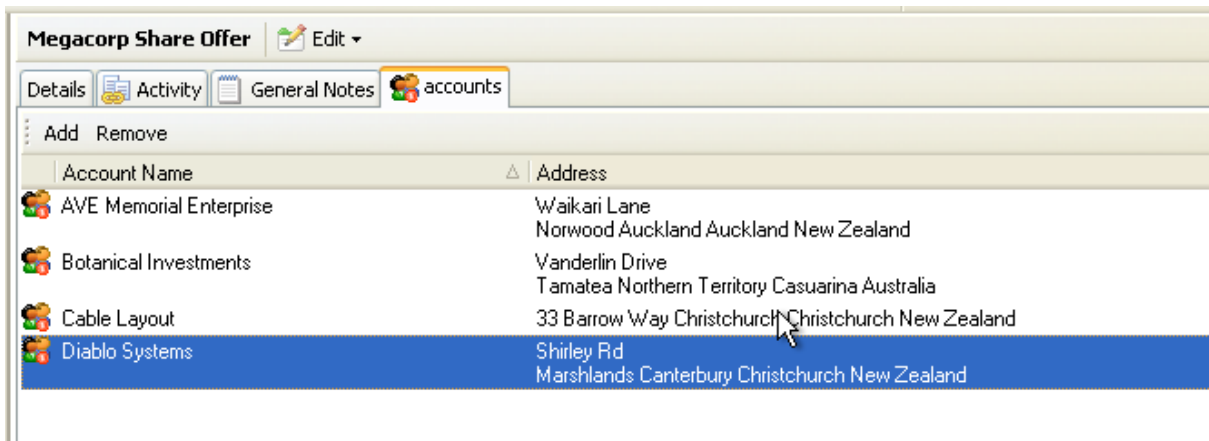 Megacorp Share Offer Edit
Details Activity General Notes accounts
Add Remove
Account Name Address
AVE Memorial Enterprise Waikari Lane
Norwood Auckland Auckland New Zealand
Botanical Investments Vanderlin Drive
Tamatea Northern Territory Casuarina Australia
Cable Layout 33 Barrow Way Christchurch Christchurch New Zealand
Diablo Systems Shirley Rd
Marshlands Canterbury Christchurch New Zealand